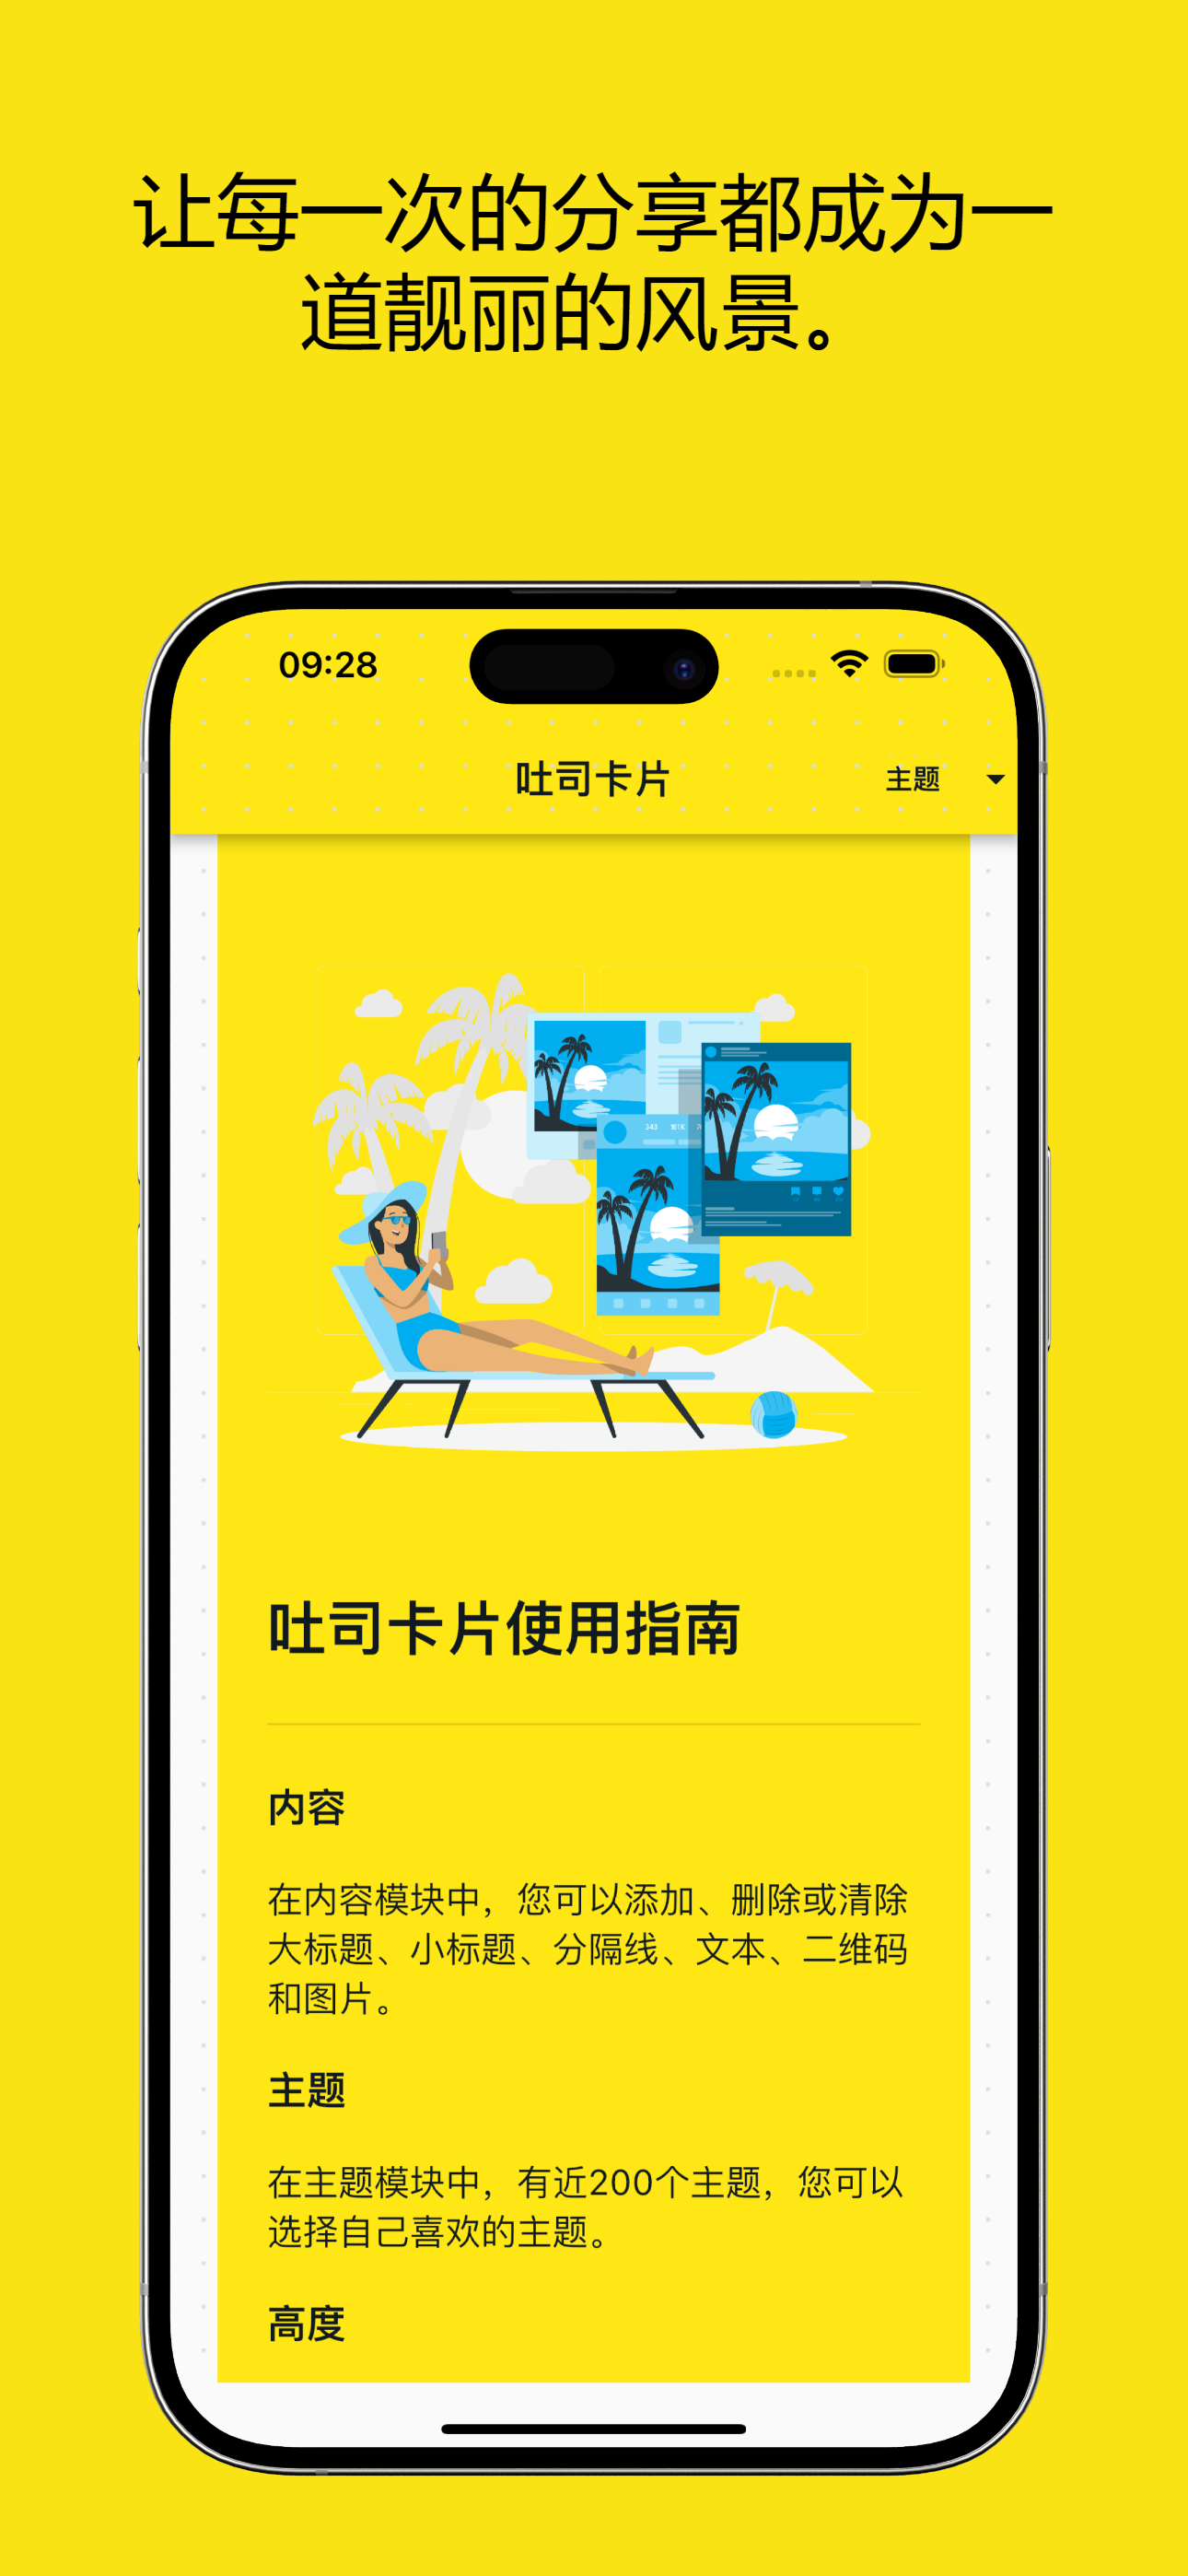 让每一次的分享都成为一
道靓丽的风景。
09:28
吐司卡片
主题
343 161K
吐司卡片使用指南
内容
在内容模块中，您可以添加、删除或清除
大标题、小标题、分隔线、文本、二维码
和图片。
主题
在主题模块中，有近200个主题，您可以
选择自己喜欢的主题。
高度